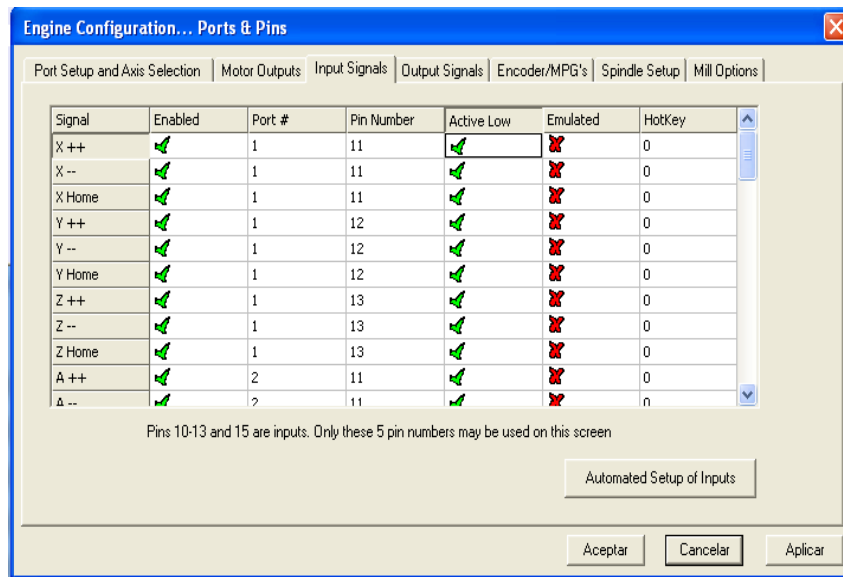 Engine Configuration... Ports & Pins
Port Setup and Axis Selection Motor Outputs Input Signals Output Signals Encoder/MPG's Spindle Setup Mill Options
Signal Enabled Port # Pin Number Active Low Emulated HotKey
X ++ 1 11 0
X -- 1 11 0
X Home 1 11 0
Y ++ 1 12 0
Y -- 1 12 0
Y Home 1 12 0
Z ++ 1 13 0
Z -- 1 13 0
Z Home 1 13 0
A ++ 2 11 0
A -- 2 11 0
Pins 10-13 and 15 are inputs. Only these 5 pin numbers may be used on this screen
Automated Setup of Inputs
Aceptar Cancelar Aplicar